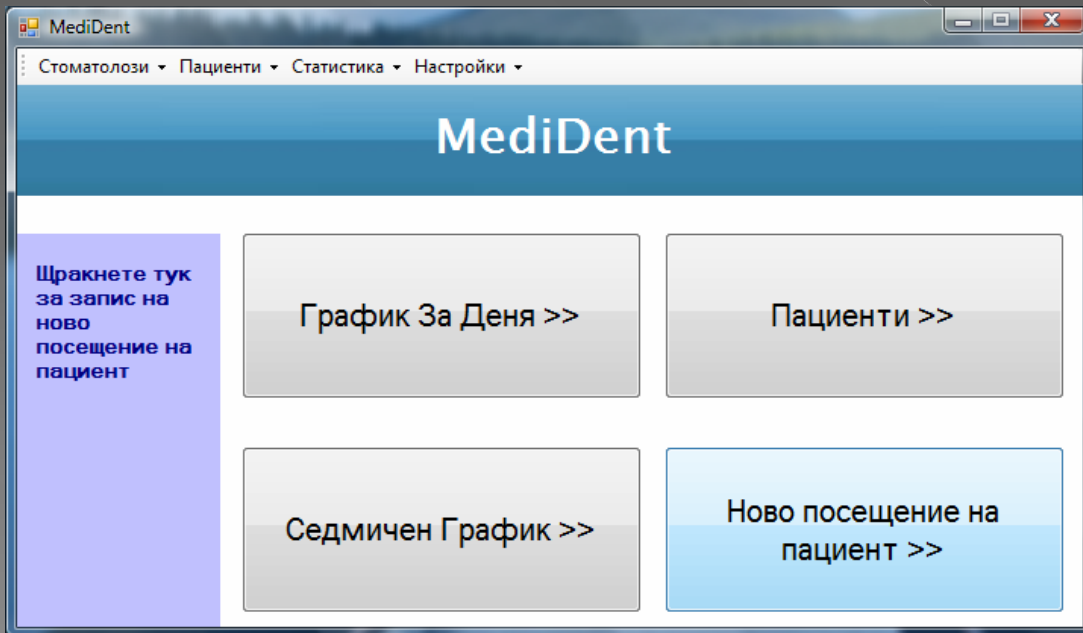 MediDent
Стоматолози Пациенти Статистика Настройки
MediDent
Щракнете тук
за запис на
ново
посещение на
пациент
График За Деня >>
Пациенти >>
Седмичен График >>
Ново посещение на
пациент >>